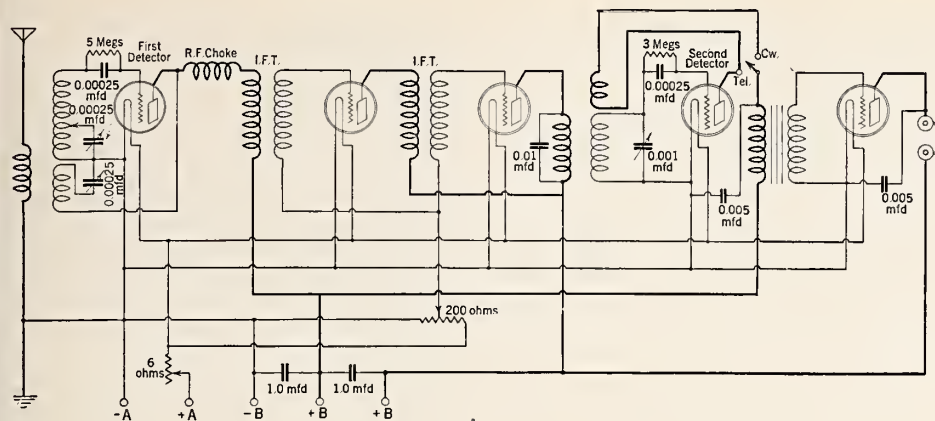 5 Megs
First
Detector
R.F.Choke
I.F.T.
I.F.T.
3 Megs
Second
Detector
Cw.
Tel.
0.00025
mfd
0.00025
mfd
0.00025
mfd
0.01
mfd
0.00025
mfd
0.001
mfd
0.005
mfd
0.005
mfd
200 ohms
6
ohms
1.0 mfd
1.0 mfd
-A
+A
-B
+B
+B